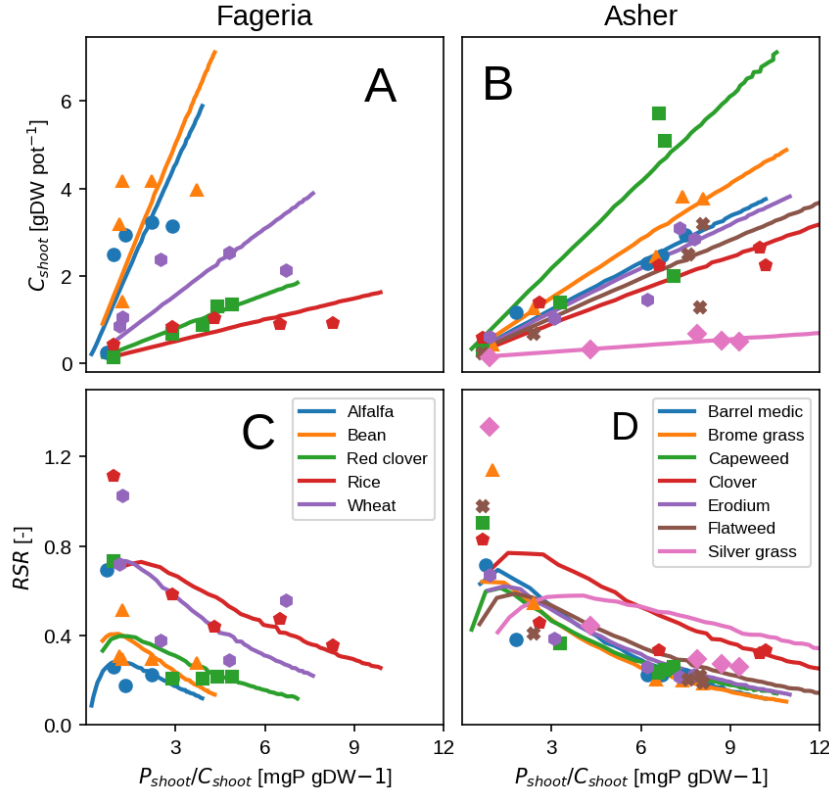 Fageria
Asher
A
B
C_shoot [gDW pot⁻¹]
6
4
2
0
C
D
Alfalfa
Bean
Red clover
Rice
Wheat
Barrel medic
Brome grass
Capeweed
Clover
Erodium
Flatweed
Silver grass
RSR [-]
1.2
0.8
0.4
0.0
3
6
9
12
3
6
9
12
P_shoot/C_shoot [mgP gDW−1]
P_shoot/C_shoot [mgP gDW−1]